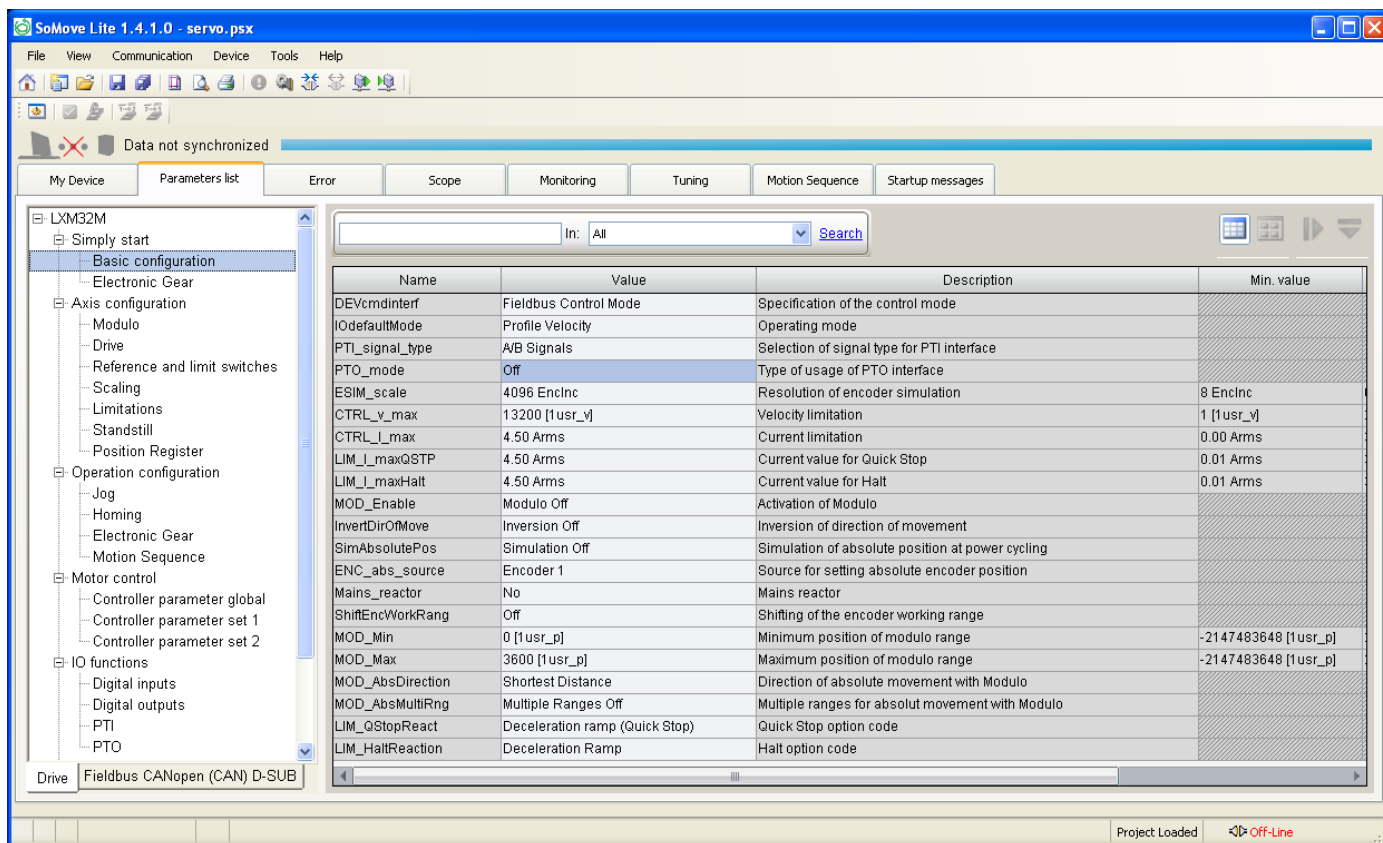 SoMove Lite 1.4.1.0 - servo.psx
File View Communication Device Tools Help
Data not synchronized
My Device Parameters list Error Scope Monitoring Tuning Motion Sequence Startup messages
LXM32M
Simply start
Basic configuration
Electronic Gear
Axis configuration
Modulo
Drive
Reference and limit switches
Scaling
Limitations
Standstill
Position Register
Operation configuration
Jog
Homing
Electronic Gear
Motion Sequence
Motor control
Controller parameter global
Controller parameter set 1
Controller parameter set 2
IO functions
Digital inputs
Digital outputs
PTI
PTO
Drive Fieldbus CANopen (CAN) D-SUB
In: All Search
Name Value Description Min. value
DEVcmdinterf Fieldbus Control Mode Specification of the control mode
IOdefaultMode Profile Velocity Operating mode
PTI_signal_type A/B Signals Selection of signal type for PTI interface
PTO_mode Off Type of usage of PTO interface
ESIM_scale 4096 EncInc Resolution of encoder simulation 8 EncInc
CTRL_v_max 13200 [1usr_v] Velocity limitation 1 [1usr_v]
CTRL_I_max 4.50 Arms Current limitation 0.00 Arms
LIM_I_maxQSTP 4.50 Arms Current value for Quick Stop 0.01 Arms
LIM_I_maxHalt 4.50 Arms Current value for Halt 0.01 Arms
MOD_Enable Modulo Off Activation of Modulo
InvertDirOfMove Inversion Off Inversion of direction of movement
SimAbsolutePos Simulation Off Simulation of absolute position at power cycling
ENC_abs_source Encoder 1 Source for setting absolute encoder position
Mains_reactor No Mains reactor
ShiftEncWorkRang Off Shifting of the encoder working range
MOD_Min 0 [1usr_p] Minimum position of modulo range -2147483648 [1usr_p]
MOD_Max 3600 [1usr_p] Maximum position of modulo range -2147483648 [1usr_p]
MOD_AbsDirection Shortest Distance Direction of absolute movement with Modulo
MOD_AbsMultiRng Multiple Ranges Off Multiple ranges for absolut movement with Modulo
LIM_QStopReact Deceleration ramp (Quick Stop) Quick Stop option code
LIM_HaltReaction Deceleration Ramp Halt option code
Project Loaded Off-Line